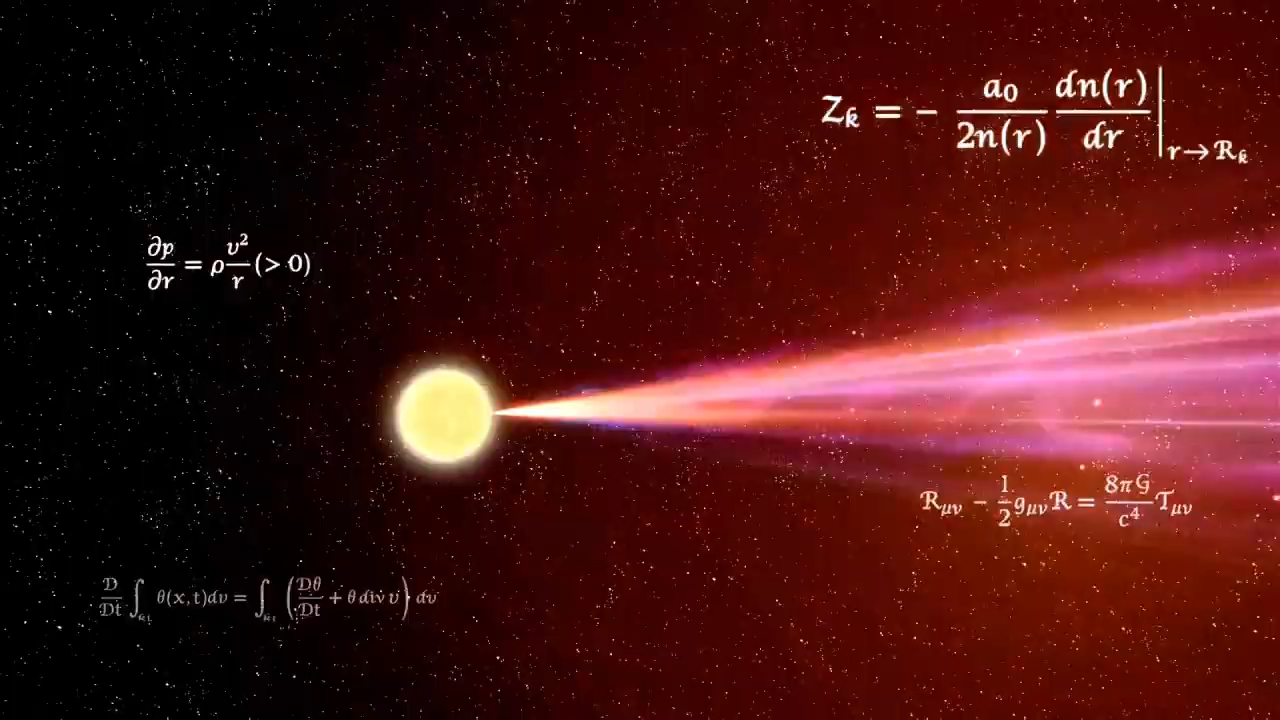 Z_k = − a₀/2n(r) dn(r)/dr |_{r→R_k}
∂p/∂r = ρ v²/r (> 0)
R_μν − 1/2 g_μν R = 8πG/c⁴ T_μν
D/Dt ∫ θ(x,t)dv = ∫ (Dθ/Dt + θ div v) dv